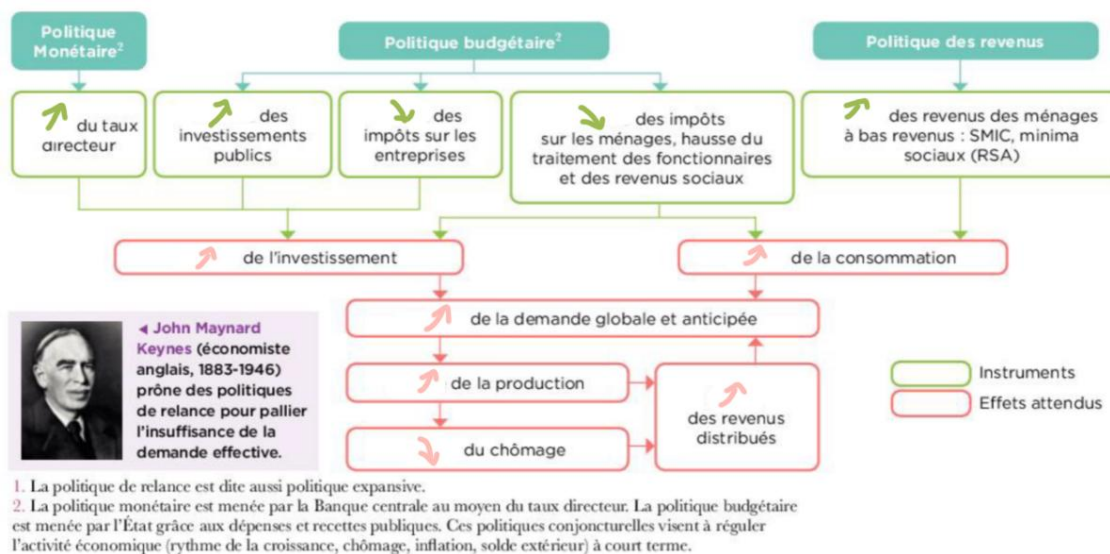 Politique
Monétaire²
Politique budgétaire²
Politique des revenus
du taux
directeur
des
investissements
publics
des
impôts sur les
entreprises
des impôts
sur les ménages, hausse du
traitement des fonctionnaires
et des revenus sociaux
des revenus des ménages
à bas revenu : SMIC, minima
sociaux (RSA)
de l'investissement
de la consommation
de la demande globale et anticipée
de la production
du chômage
des revenus
distribués
◄ John Maynard
Keynes (économiste
anglais, 1883-1946)
prône des politiques
de relance pour pallier
l'insuffisance de la
demande effective.
Instruments
Effets attendus
1. La politique de relance est dite aussi politique expansive.
2. La politique monétaire est menée par la Banque centrale au moyen du taux directeur. La politique budgétaire
est menée par l'État grâce aux dépenses et recettes publiques. Ces politiques conjoncturelles visent à réguler
l'activité économique (rythme de la croissance, chômage, inflation, solde extérieur) à court terme.